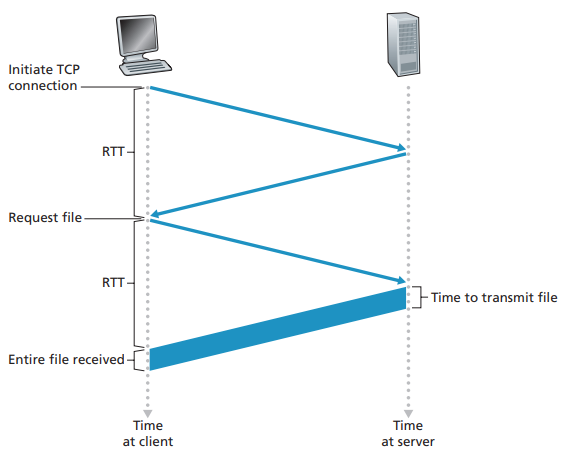 Initiate TCP
connection
RTT
Request file
RTT
Time to transmit file
Entire file received
Time
at client
Time
at server